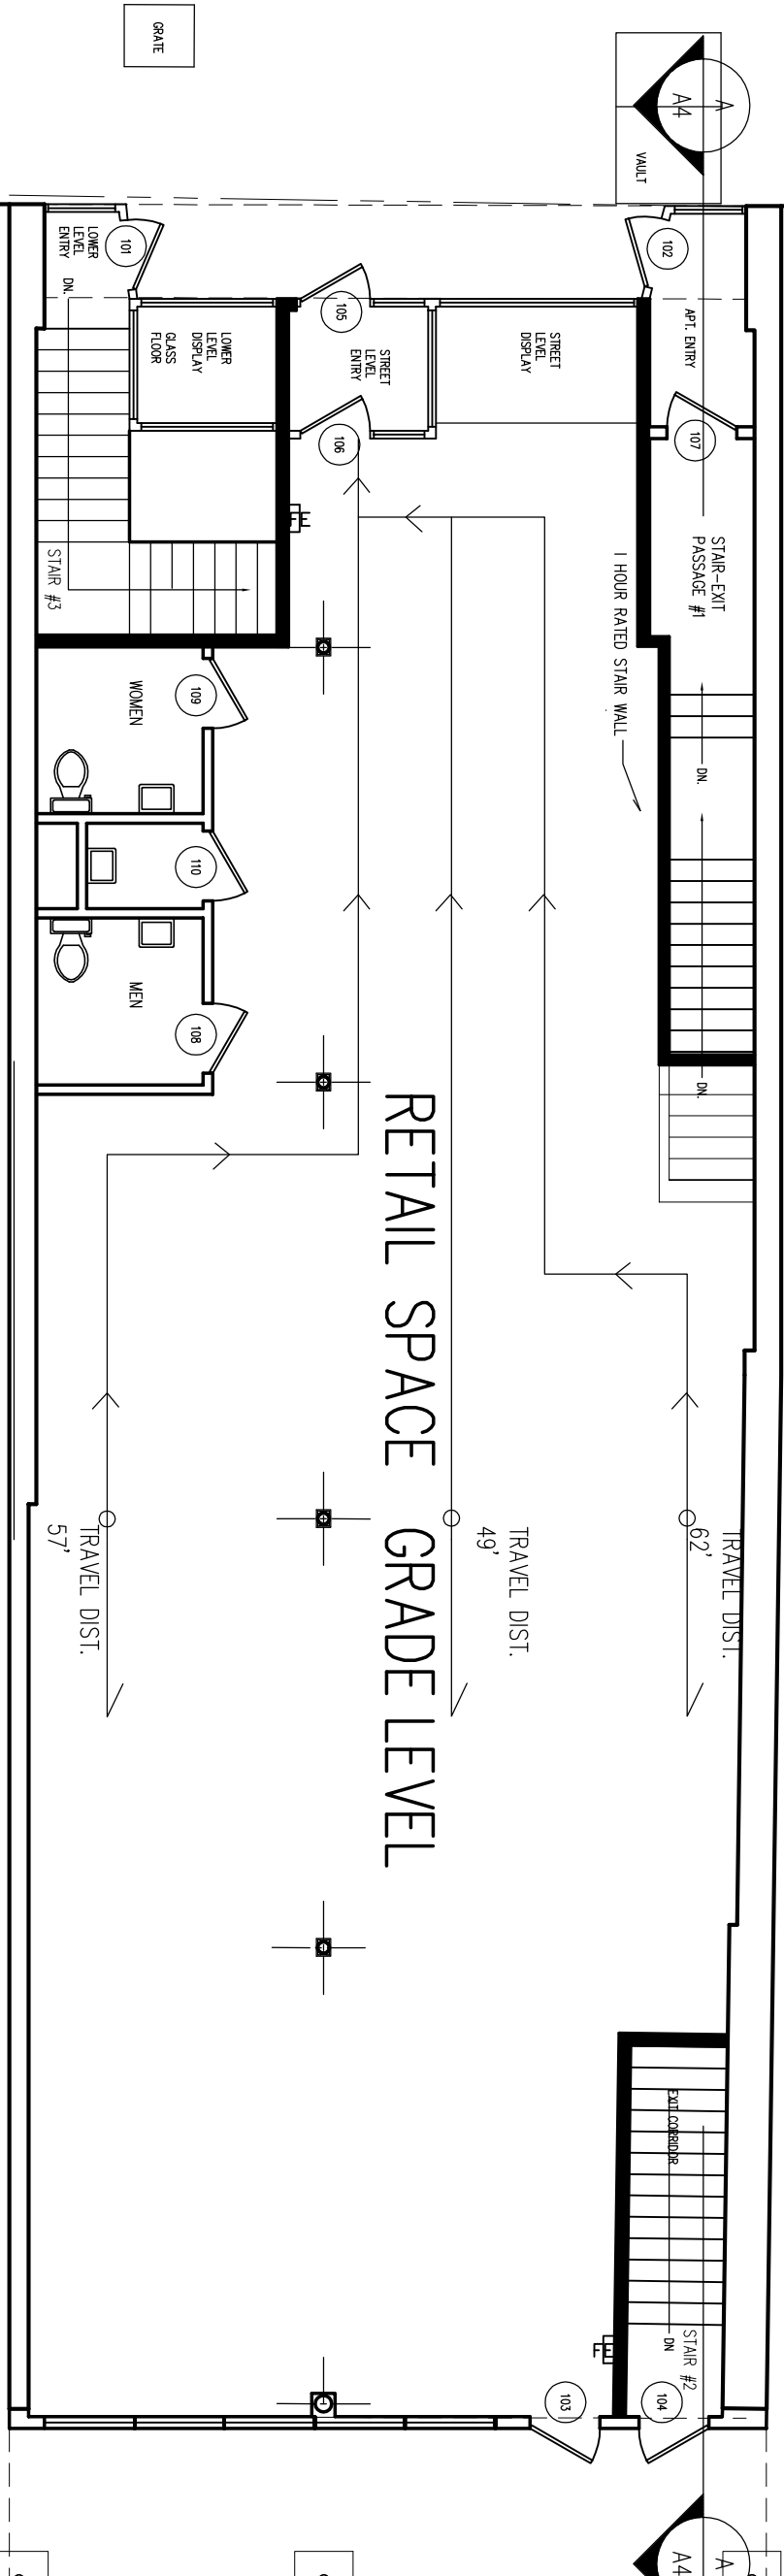 GRATE
A
A4
VAULT
101
LOWER
LEVEL
ENTRY
DN.
102
APT. ENTRY
105
STREET
LEVEL
ENTRY
STREET
LEVEL
DISPLAY
LOWER
LEVEL
DISPLAY
GLASS
FLOOR
106
107
FE
STAIR #3
STAIR-EXIT
PASSAGE #1
1 HOUR RATED STAIR WALL
109
WOMEN
DN.
110
MEN
108
DN.
RETAIL SPACE GRADE LEVEL
TRAVEL DIST.
62'
TRAVEL DIST.
49'
TRAVEL DIST.
57'
EXIT CORRIDOR
DN
STAIR #2
FE
103
104
A
A4